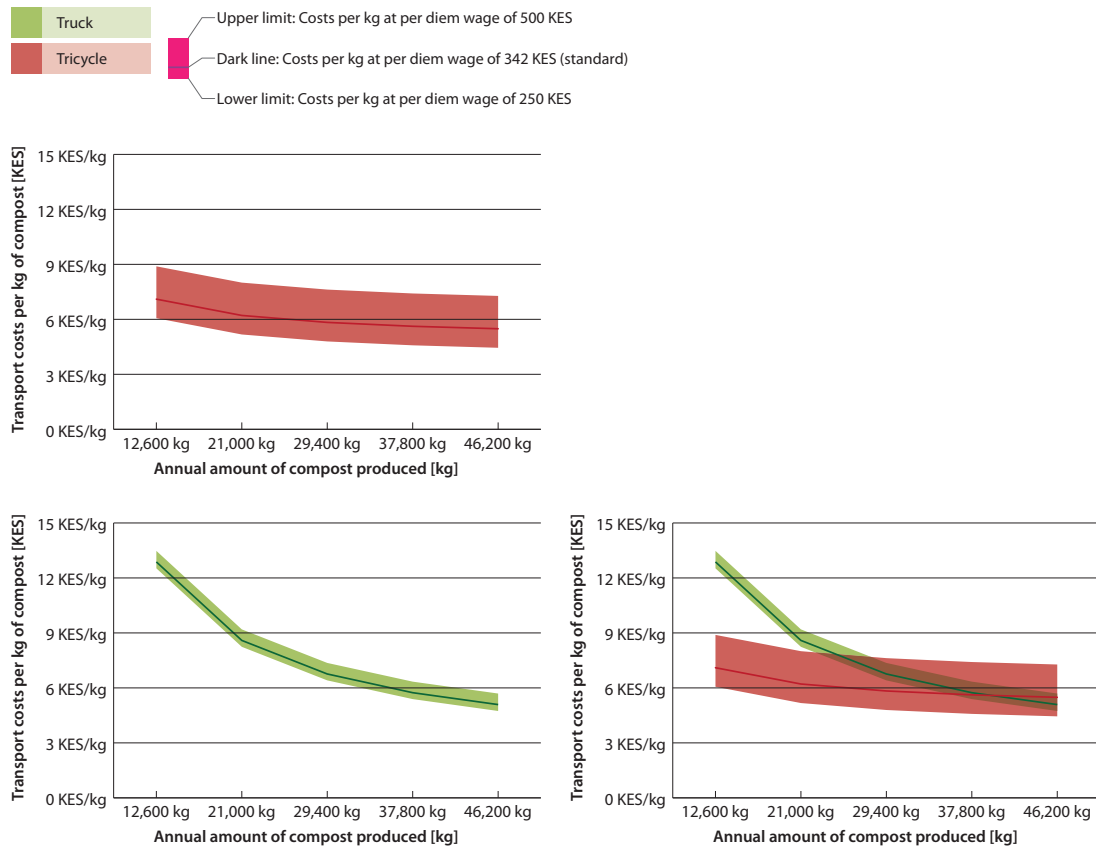 Truck
Tricycle
Upper limit: Costs per kg at per diem wage of 500 KES
Dark line: Costs per kg at per diem wage of 342 KES (standard)
Lower limit: Costs per kg at per diem wage of 250 KES
Transport costs per kg of compost [KES]
15 KES/kg
12 KES/kg
9 KES/kg
6 KES/kg
3 KES/kg
0 KES/kg
12,600 kg 21,000 kg 29,400 kg 37,800 kg 46,200 kg
Annual amount of compost produced [kg]
Transport costs per kg of compost [KES]
15 KES/kg
12 KES/kg
9 KES/kg
6 KES/kg
3 KES/kg
0 KES/kg
12,600 kg 21,000 kg 29,400 kg 37,800 kg 46,200 kg
Annual amount of compost produced [kg]
Transport costs per kg of compost [KES]
15 KES/kg
12 KES/kg
9 KES/kg
6 KES/kg
3 KES/kg
0 KES/kg
12,600 kg 21,000 kg 29,400 kg 37,800 kg 46,200 kg
Annual amount of compost produced [kg]